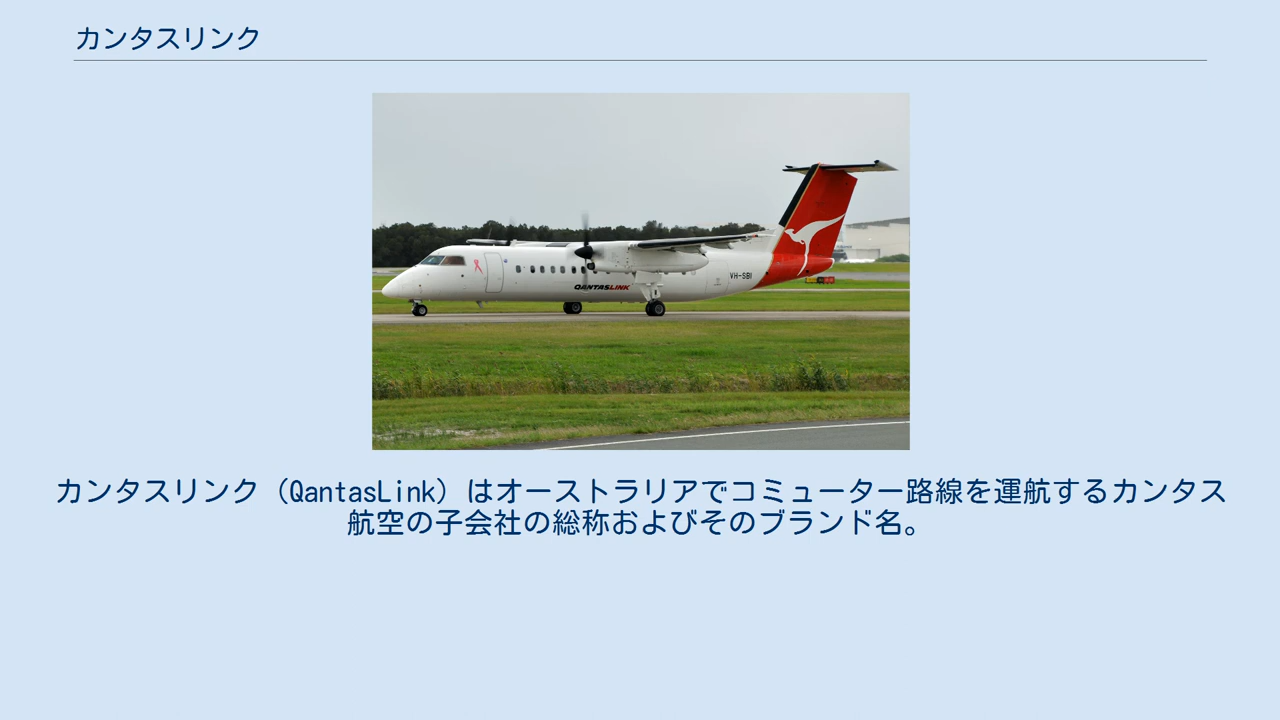 カンタスリンク
QANTASLINK
VH-SBI
カンタスリンク（QantasLink）はオーストラリアでコミューター路線を運航するカンタス
航空の子会社の総称およびそのブランド名。